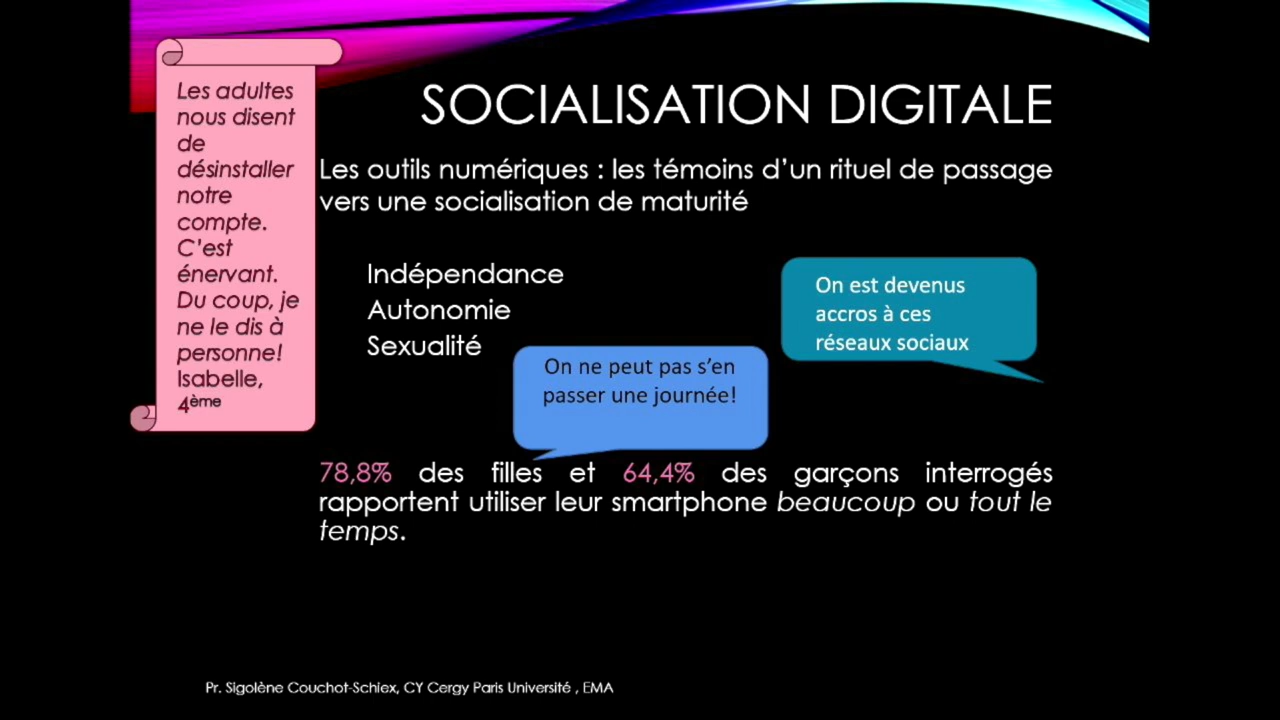 Les adultes
nous disent
de
désinstaller
notre
compte.
C'est
énervant.
Du coup, je
ne le dis à
personne!
Isabelle,
4ème
SOCIALISATION DIGITALE
Les outils numériques : les témoins d'un rituel de passage
vers une socialisation de maturité
Indépendance
Autonomie
Sexualité
On est devenus
accros à ces
réseaux sociaux
On ne peut pas s'en
passer une journée!
78,8% des filles et 64,4% des garçons interrogés
rapportent utiliser leur smartphone beaucoup ou tout le
temps.
Pr. Sigolène Couchot-Schiex, CY Cergy Paris Université , EMA